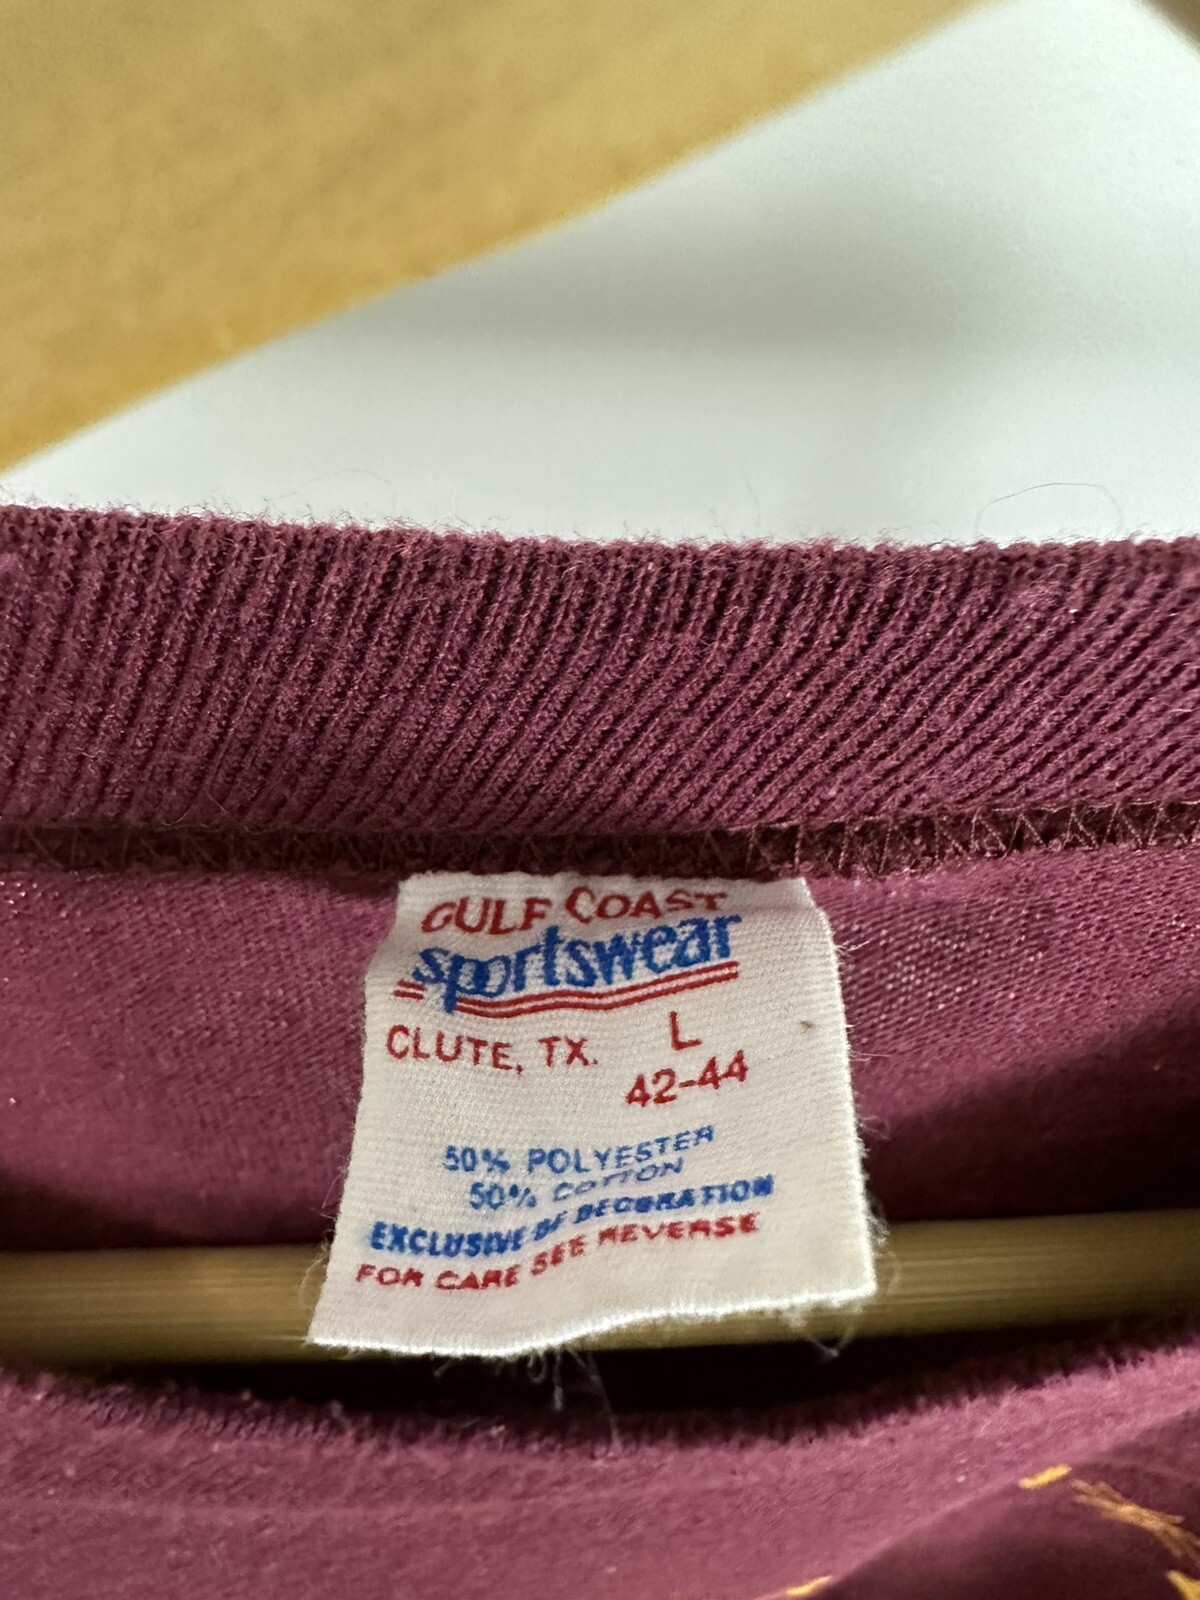 GULF COAST
sportswear
CLUTE, TX. L
42-44
50% POLYESTER
50% COTTON
EXCLUSIVE OF DECORATION
FOR CARE SEE REVERSE